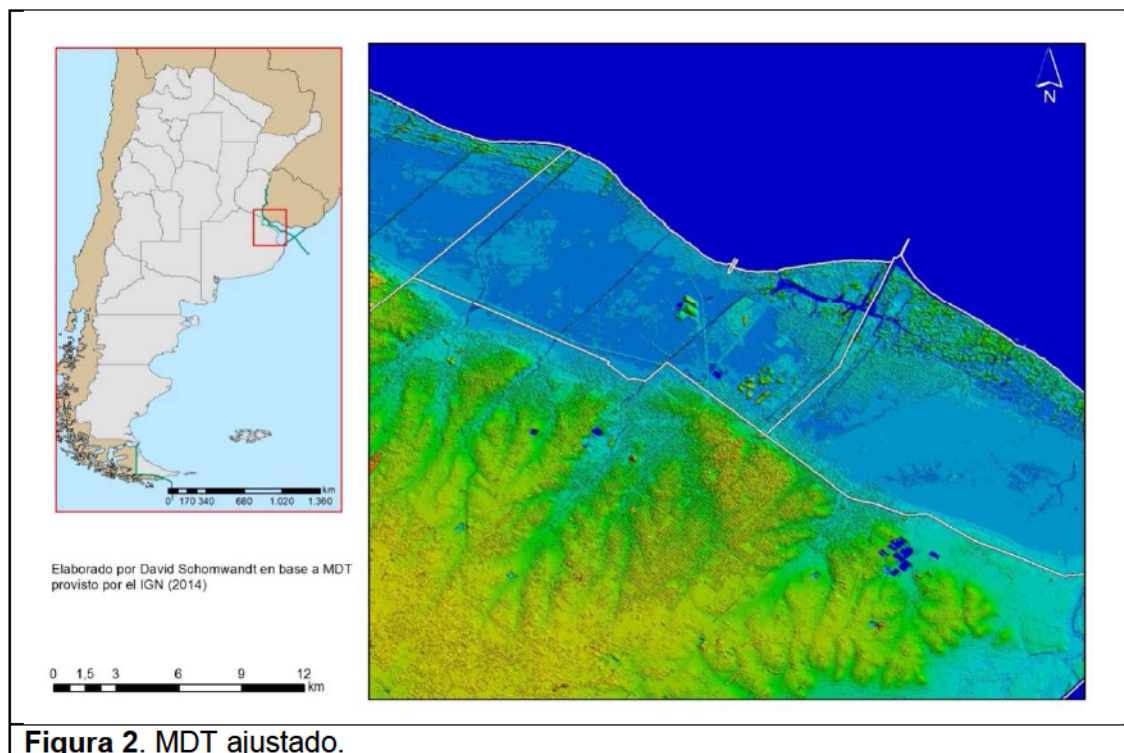 N
km
0 170 340 680 1.020 1.360
Elaborado por David Schomwandt en base a MDT
provisto por el IGN (2014)
0 1,5 3 6 9 12
km
Figura 2. MDT ajustado.